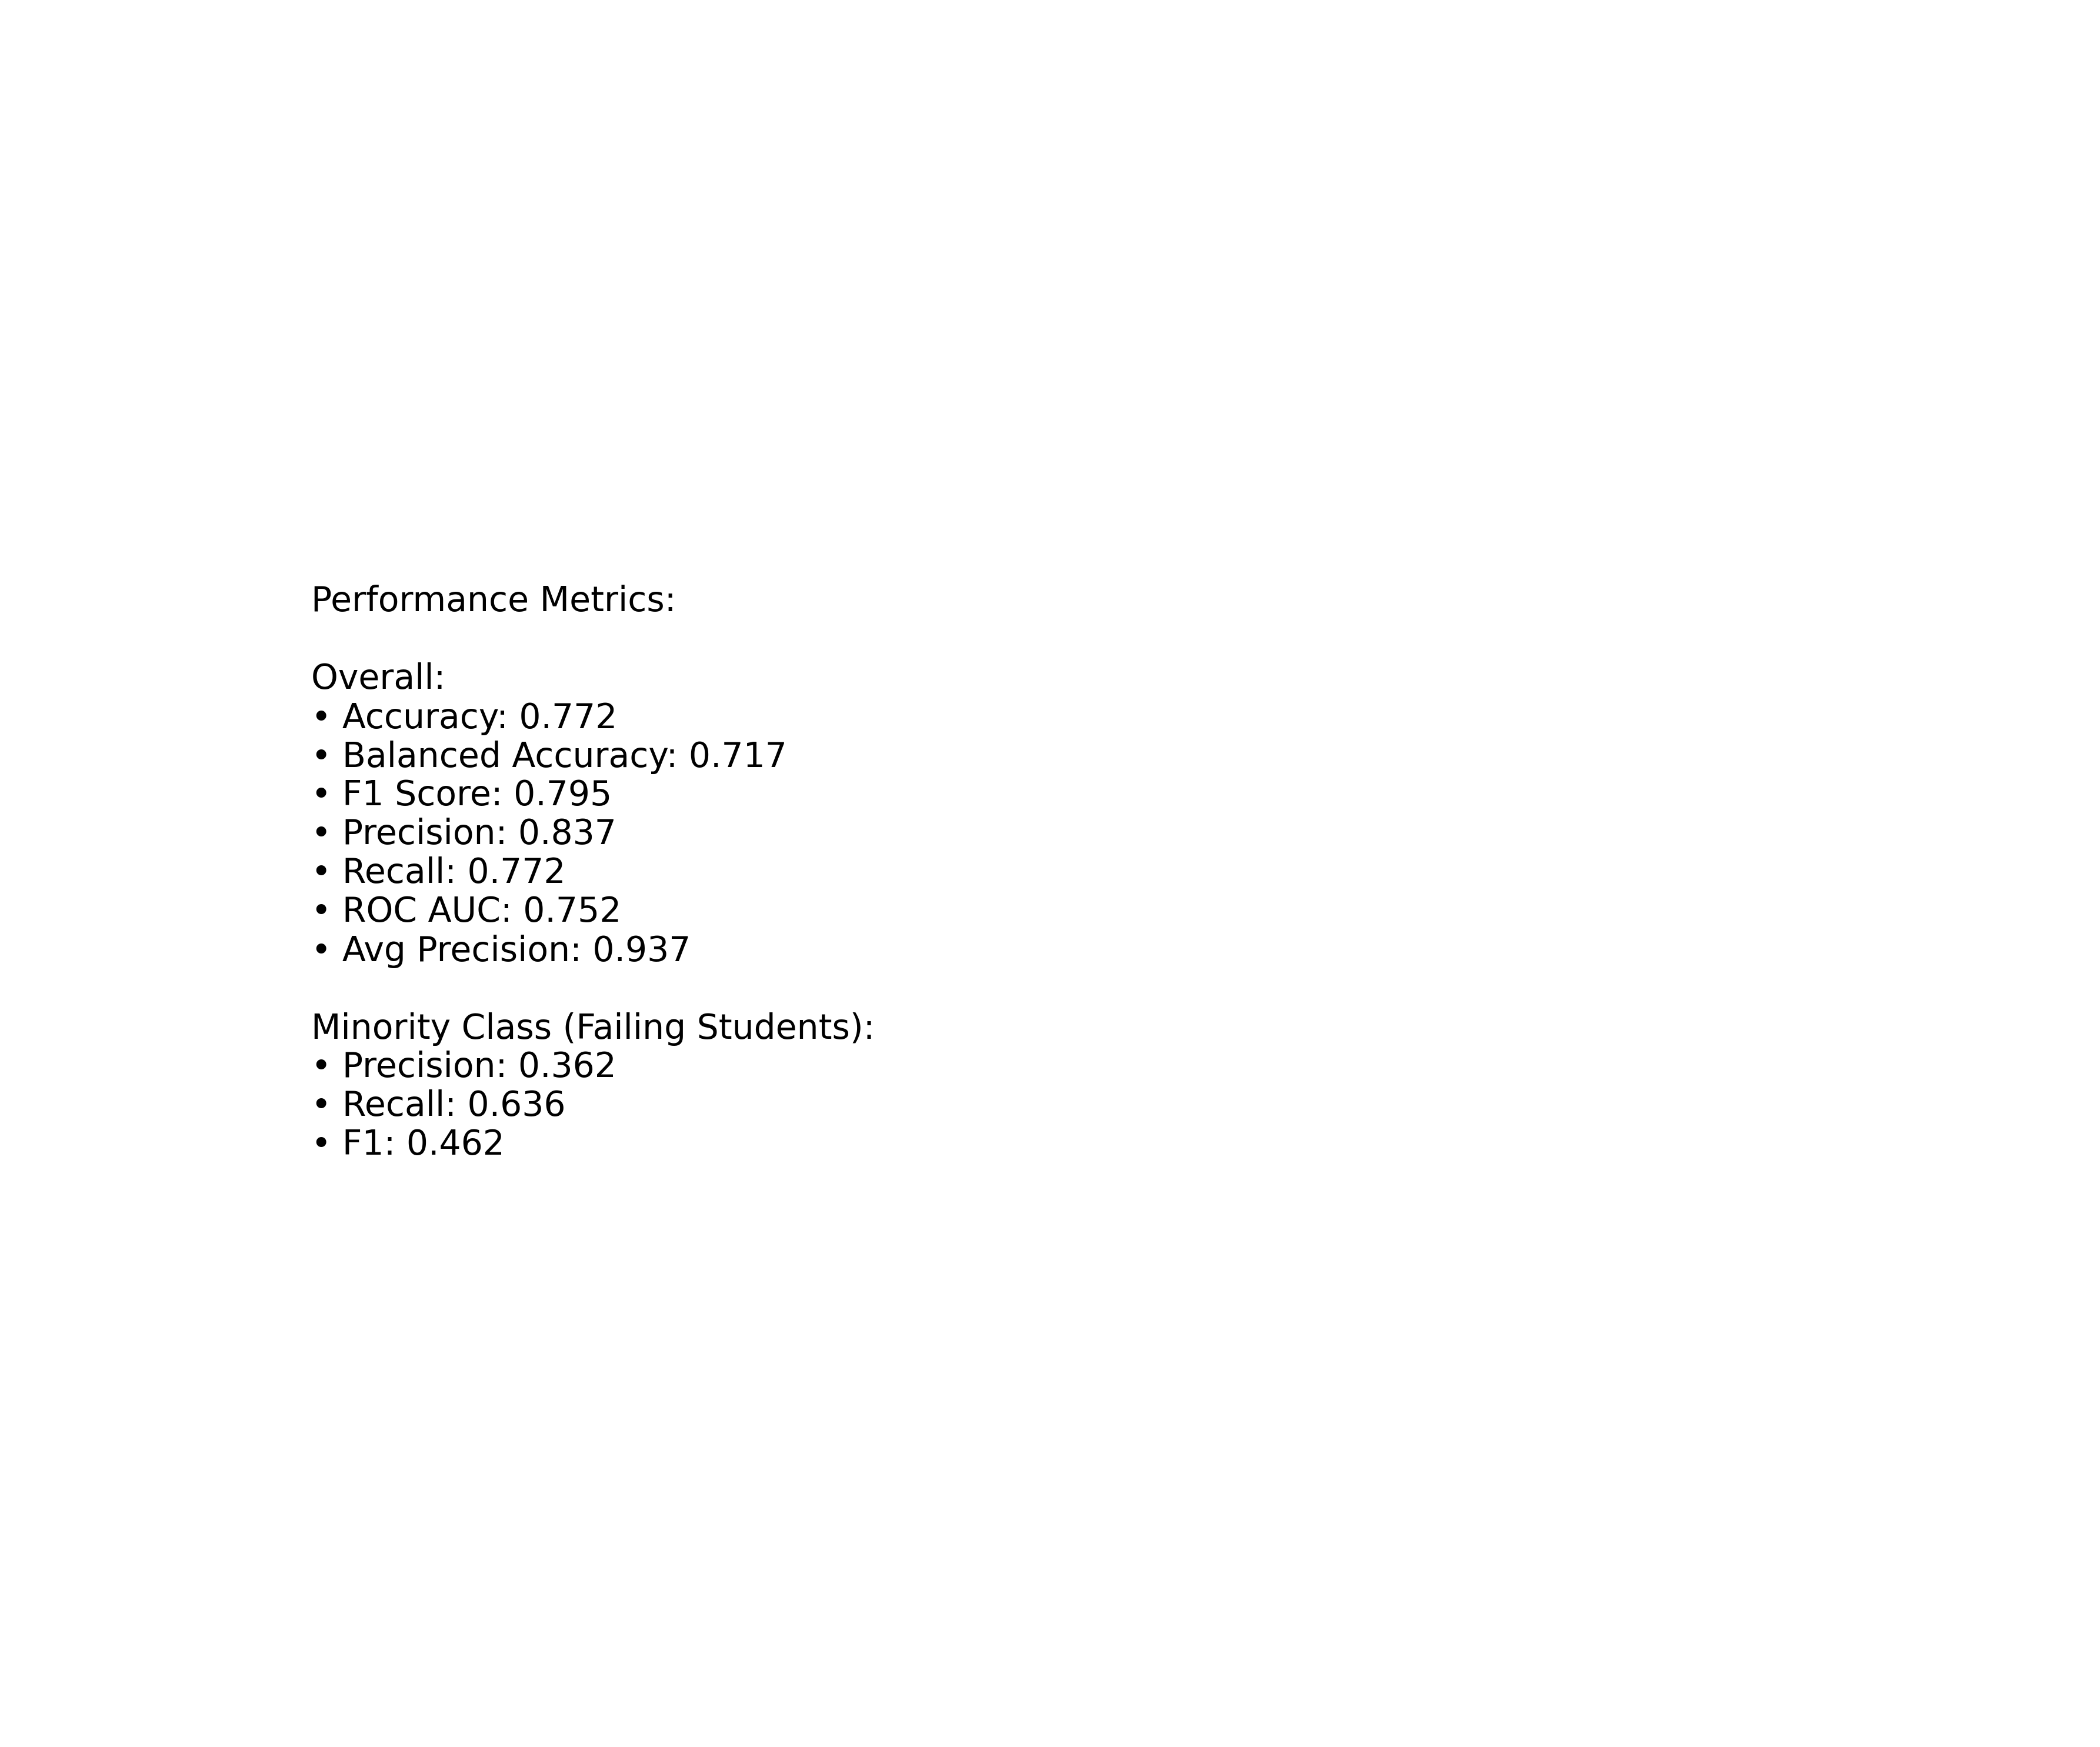 Performance Metrics:
Overall:
• Accuracy: 0.772
• Balanced Accuracy: 0.717
• F1 Score: 0.795
• Precision: 0.837
• Recall: 0.772
• ROC AUC: 0.752
• Avg Precision: 0.937
Minority Class (Failing Students):
• Precision: 0.362
• Recall: 0.636
• F1: 0.462